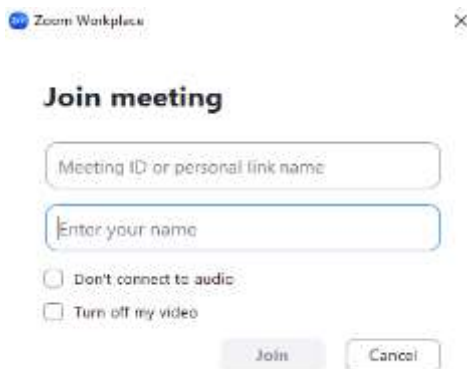 Zoom Workplace
Join meeting
Meeting ID or personal link name
Enter your name
Don't connect to audio
Turn off my video
Join Cancel